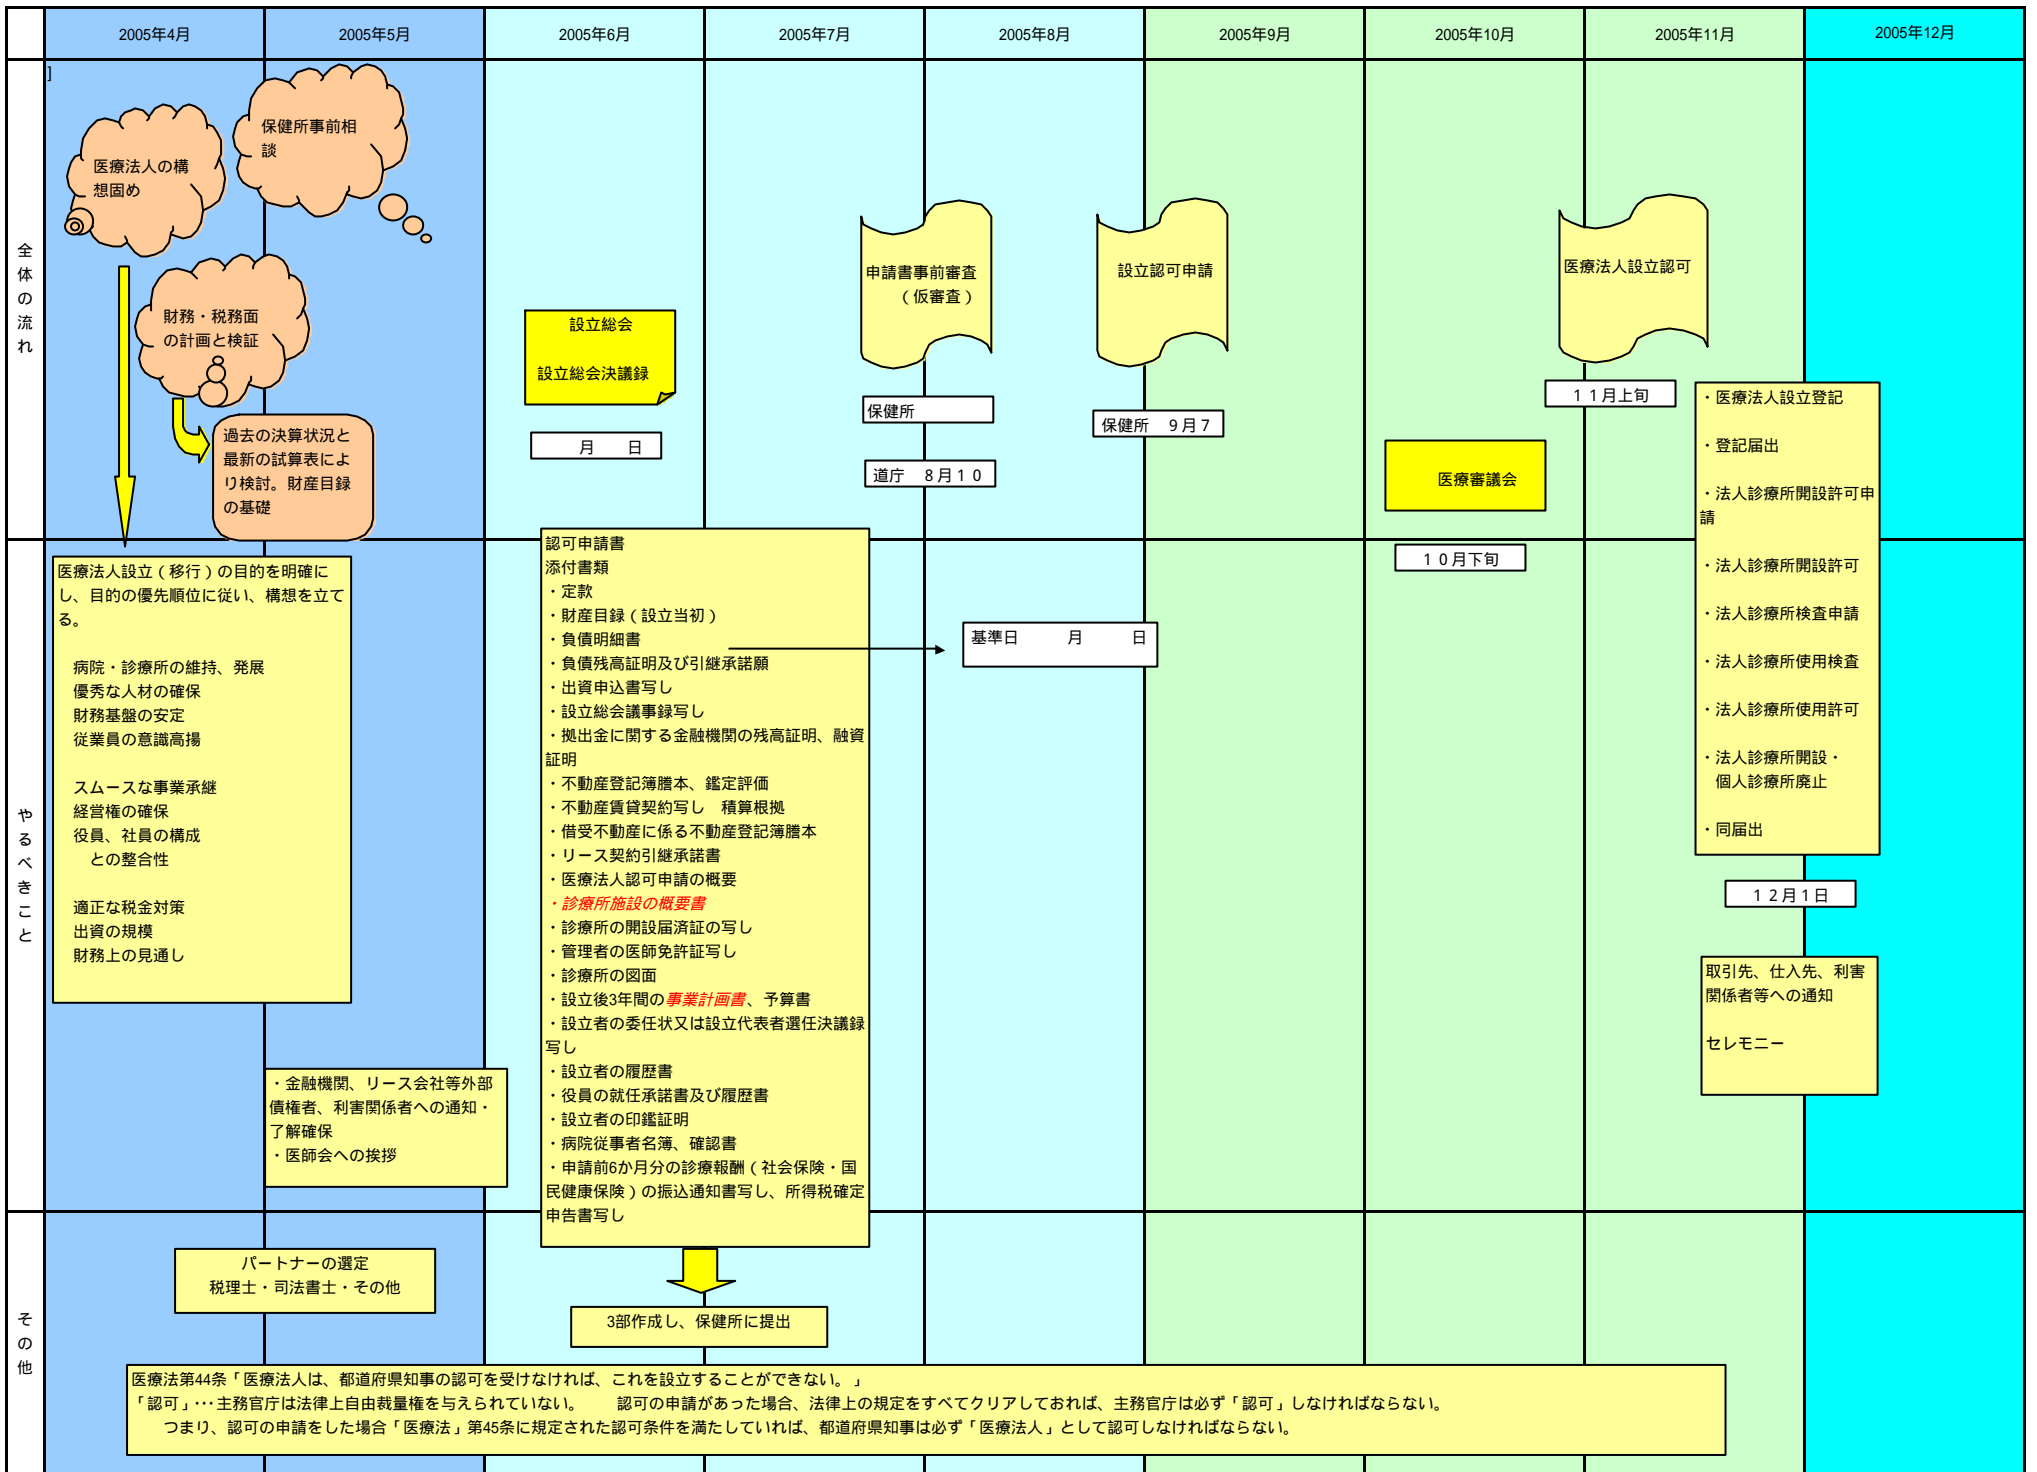 2005年4月
2005年5月
2005年6月
2005年7月
2005年8月
2005年9月
2005年10月
2005年11月
2005年12月
全体の流れ
]
医療法人の構
想固め
保健所事前相
談
財務・税務面
の計画と検証
過去の決算状況と
最新の試算表によ
り検討。財産目録
の基礎
設立総会
設立総会決議録
月　　日
申請書事前審査
（仮審査）
保健所
道庁　8月１０
設立認可申請
保健所　9月7
医療審議会
１０月下旬
医療法人設立認可
１１月上旬
・医療法人設立登記
・登記届出
・法人診療所開設許可申
請
・法人診療所開設許可
・法人診療所検査申請
・法人診療所使用検査
・法人診療所使用許可
・法人診療所開設・
個人診療所廃止
・同届出
１２月１日
やるべきこと
医療法人設立（移行）の目的を明確に
し、目的の優先順位に従い、構想を立て
る。
病院・診療所の維持、発展
優秀な人材の確保
財務基盤の安定
従業員の意識高揚
スムースな事業承継
経営権の確保
役員、社員の構成
との整合性
適正な税金対策
出資の規模
財務上の見通し
・金融機関、リース会社等外部
債権者、利害関係者への通知・
了解確保
・医師会への挨拶
認可申請書
添付書類
・定款
・財産目録（設立当初）
・負債明細書
・負債残高証明及び引継承諾願
・出資申込書写し
・設立総会議事録写し
・拠出金に関する金融機関の残高証明、融資
証明
・不動産登記簿謄本、鑑定評価
・不動産賃貸契約写し　積算根拠
・借受不動産に係る不動産登記簿謄本
・リース契約引継承諾書
・医療法人認可申請の概要
・診療所施設の概要書
・診療所の開設届済証の写し
・管理者の医師免許証写し
・診療所の図面
・設立後3年間の事業計画書、予算書
・設立者の委任状又は設立代表者選任決議録
写し
・設立者の履歴書
・役員の就任承諾書及び履歴書
・設立者の印鑑証明
・病院従事者名簿、確認書
・申請前6か月分の診療報酬（社会保険・国
民健康保険）の振込通知書写し、所得税確定
申告書写し
基準日　　　月　　　日
取引先、仕入先、利害
関係者等への通知
セレモニー
その他
パートナーの選定
税理士・司法書士・その他
3部作成し、保健所に提出
医療法第44条「医療法人は、都道府県知事の認可を受けなければ、これを設立することができない。」
「認可」・・・主務官庁は法律上自由裁量権を与えられていない。　　認可の申請があった場合、法律上の規定をすべてクリアしておれば、主務官庁は必ず「認可」しなければならない。
つまり、認可の申請をした場合「医療法」第45条に規定された認可条件を満たしていれば、都道府県知事は必ず「医療法人」として認可しなければならない。